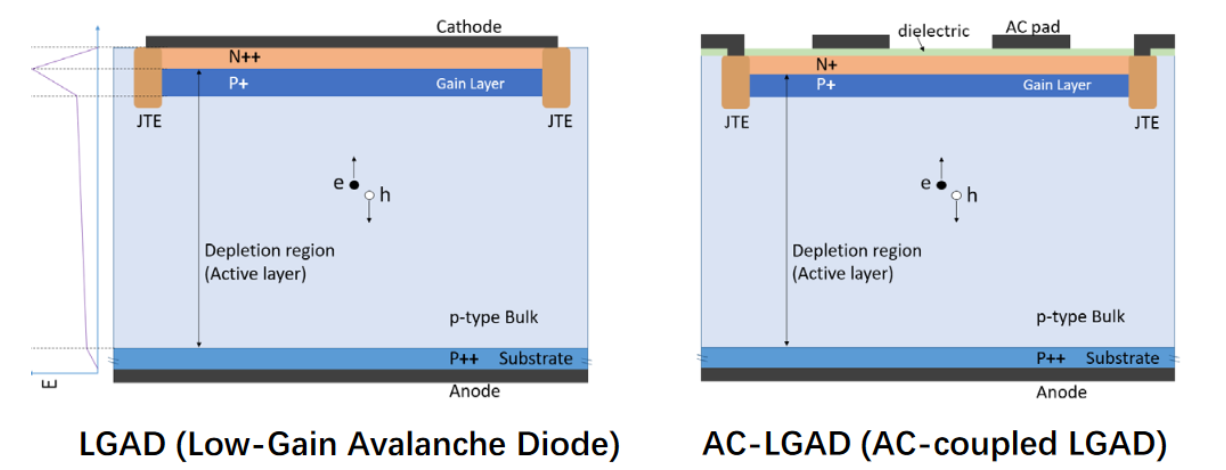 Cathode
N++
P+
Gain Layer
JTE
JTE
e
h
Depletion region
(Active layer)
p-type Bulk
P++ Substrate
Anode
E
LGAD (Low-Gain Avalanche Diode)
dielectric
AC pad
N+
P+
Gain Layer
JTE
JTE
e
h
Depletion region
(Active layer)
p-type Bulk
P++ Substrate
Anode
AC-LGAD (AC-coupled LGAD)